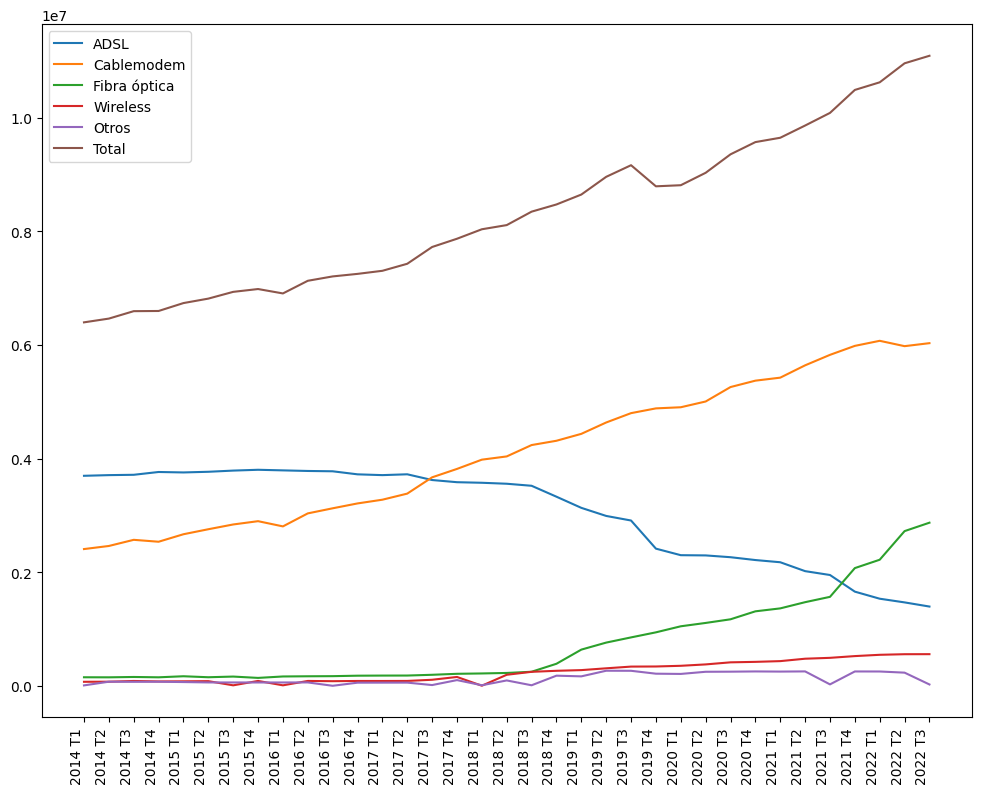 1e7
ADSL
Cablemodem
Fibra óptica
Wireless
Otros
Total
1.0
0.8
0.6
0.4
0.2
0.0
2014 T1
2014 T2
2014 T3
2014 T4
2015 T1
2015 T2
2015 T3
2015 T4
2016 T1
2016 T2
2016 T3
2016 T4
2017 T1
2017 T2
2017 T3
2017 T4
2018 T1
2018 T2
2018 T3
2018 T4
2019 T1
2019 T2
2019 T3
2019 T4
2020 T1
2020 T2
2020 T3
2020 T4
2021 T1
2021 T2
2021 T3
2021 T4
2022 T1
2022 T2
2022 T3